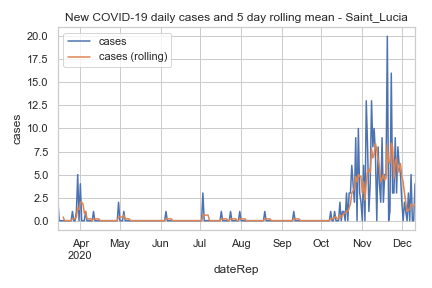 New COVID-19 daily cases and 5 day rolling mean - Saint_Lucia
cases
cases (rolling)
20.0
17.5
15.0
12.5
10.0
7.5
5.0
2.5
0.0
cases
Apr May Jun Jul Aug Sep Oct Nov Dec
2020
dateRep